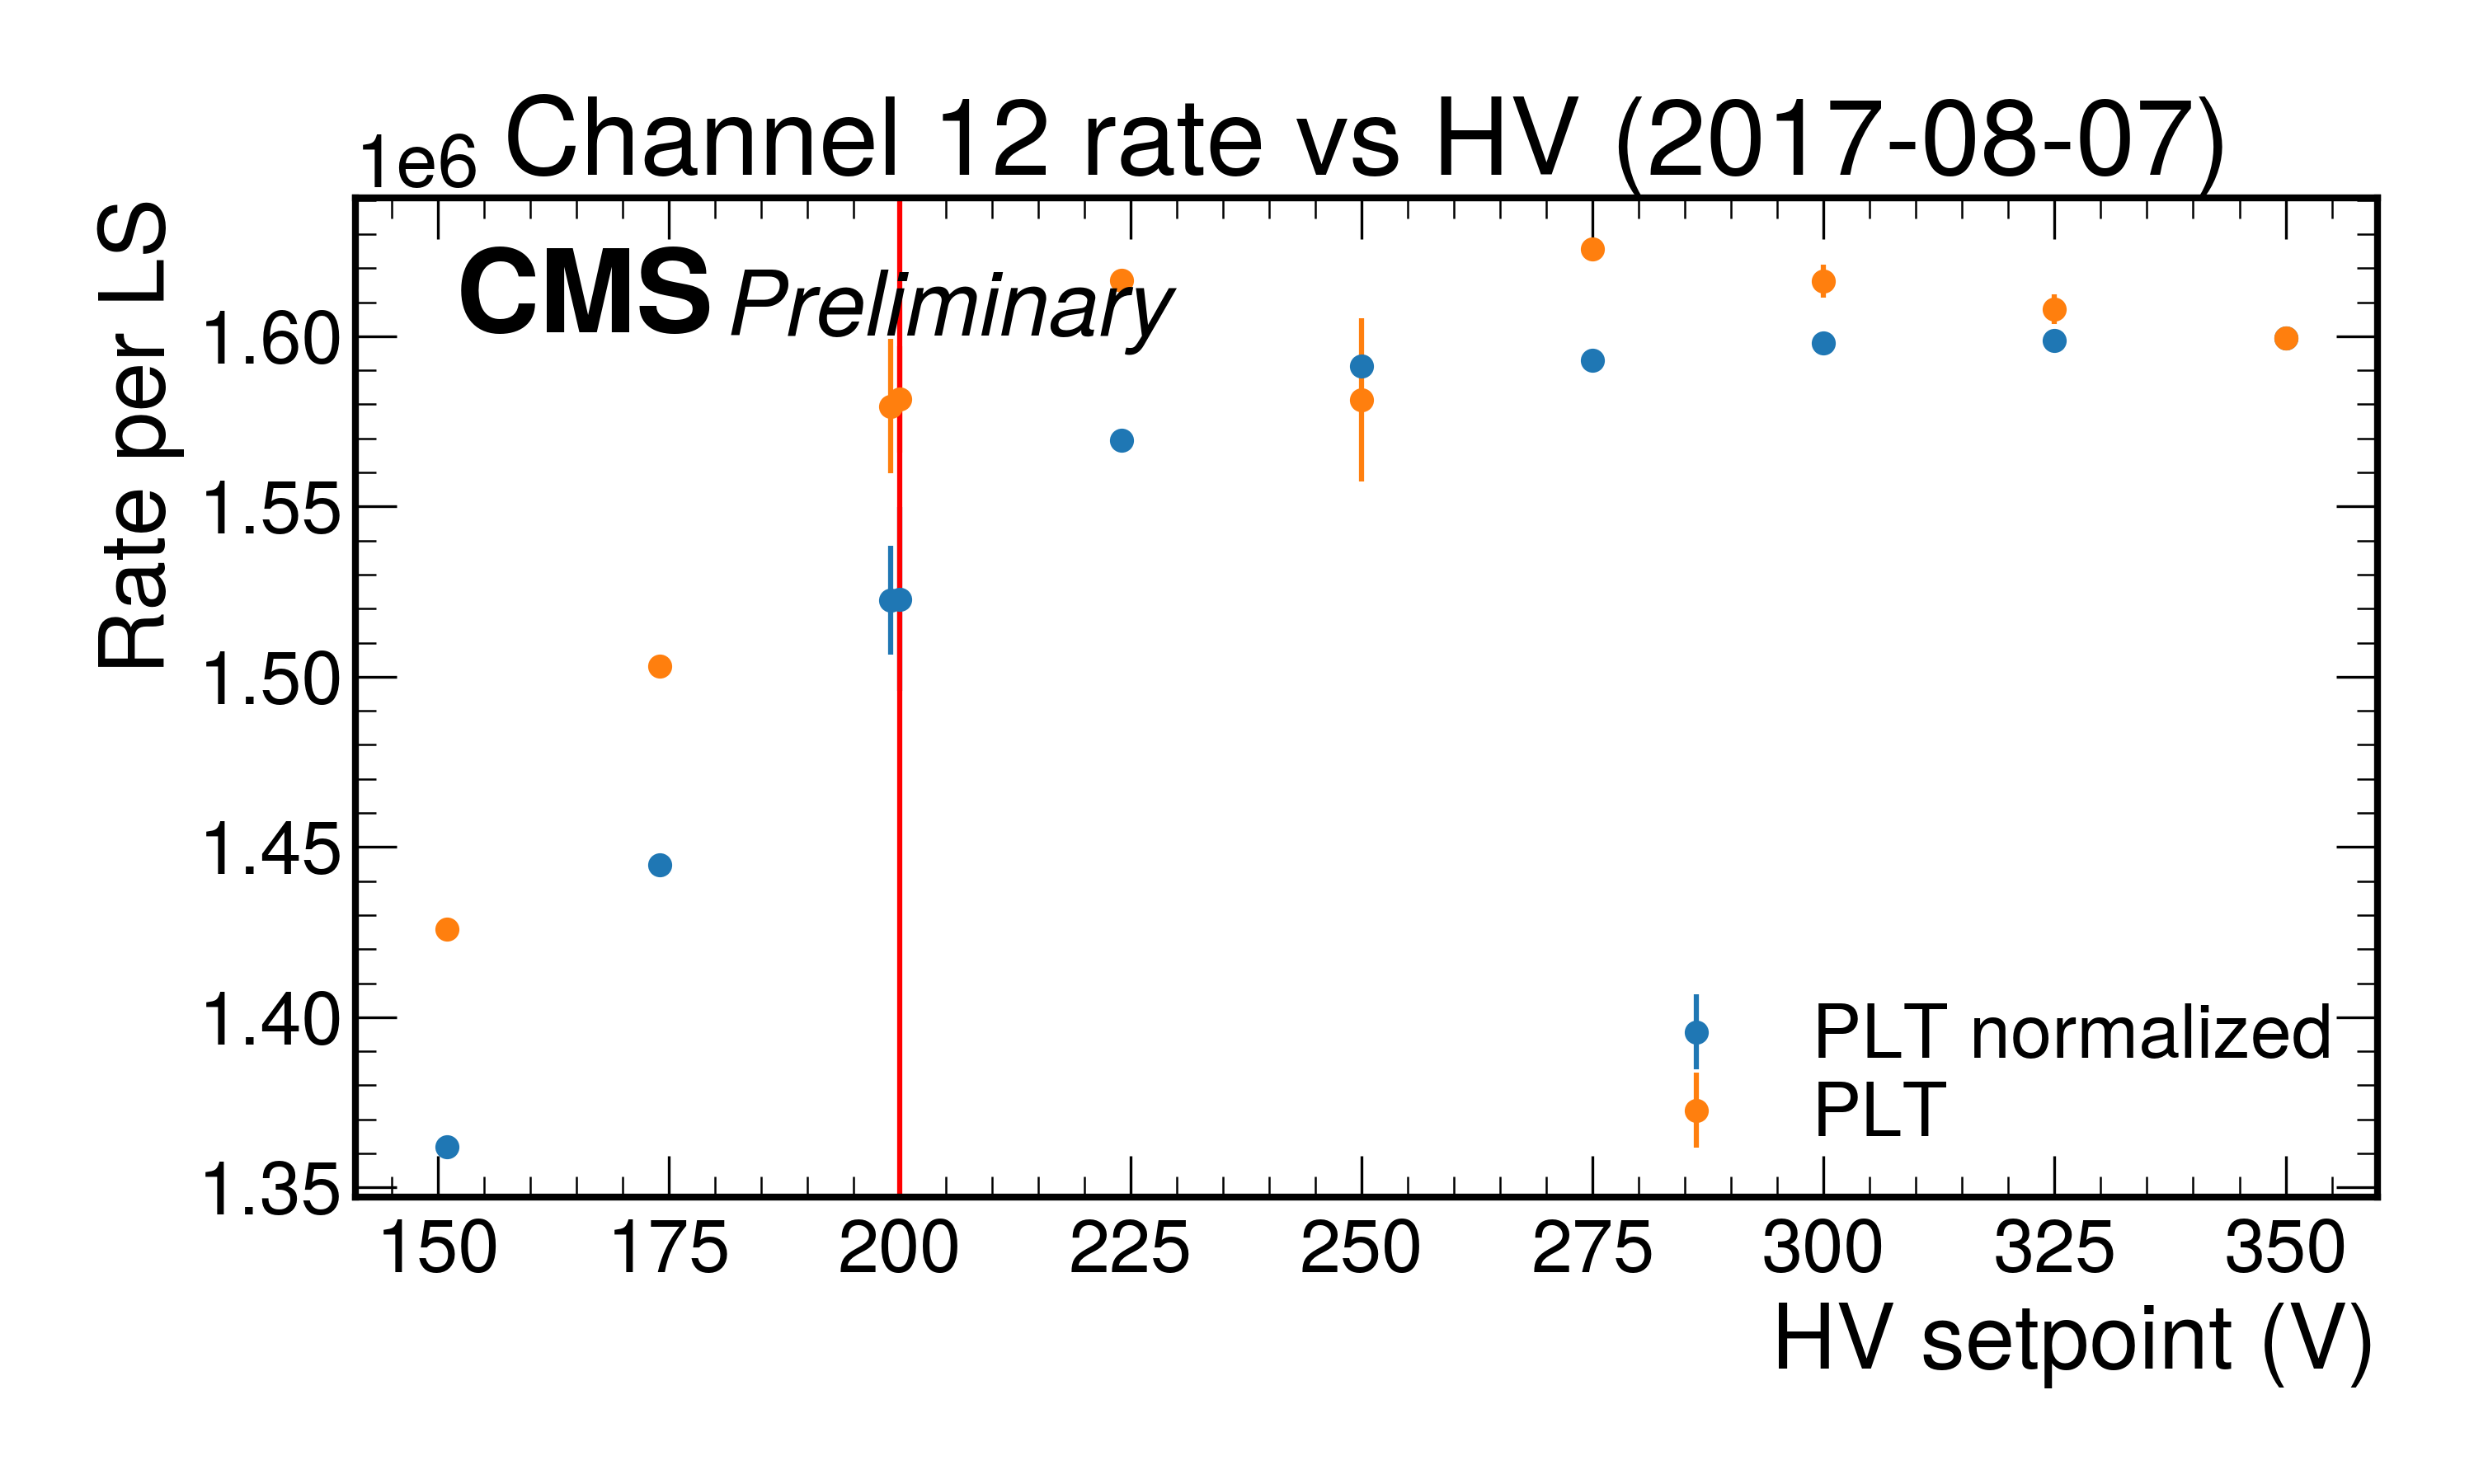 Channel 12 rate vs HV (2017-08-07)
1e6
CMS Preliminary
Rate per LS
1.60
1.55
1.50
1.45
1.40
1.35
PLT normalized
PLT
150 175 200 225 250 275 300 325 350
HV setpoint (V)